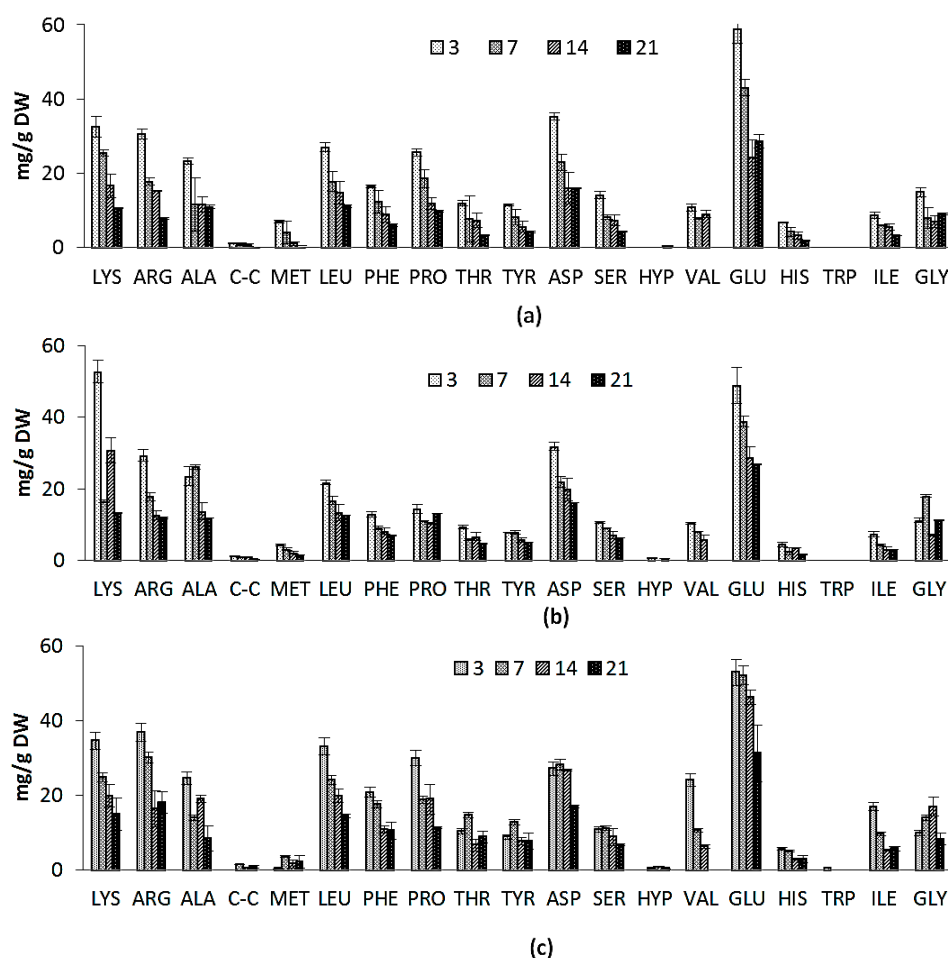 60
3 7 14 21
40
mg/g DW
20
0
LYS ARG ALA C-C MET LEU PHE PRO THR TYR ASP SER HYP VAL GLU HIS TRP ILE GLY
(a)
60
3 7 14 21
40
mg/g DW
20
0
LYS ARG ALA C-C MET LEU PHE PRO THR TYR ASP SER HYP VAL GLU HIS TRP ILE GLY
(b)
60
3 7 14 21
40
mg/g DW
20
0
LYS ARG ALA C-C MET LEU PHE PRO THR TYR ASP SER HYP VAL GLU HIS TRP ILE GLY
(c)